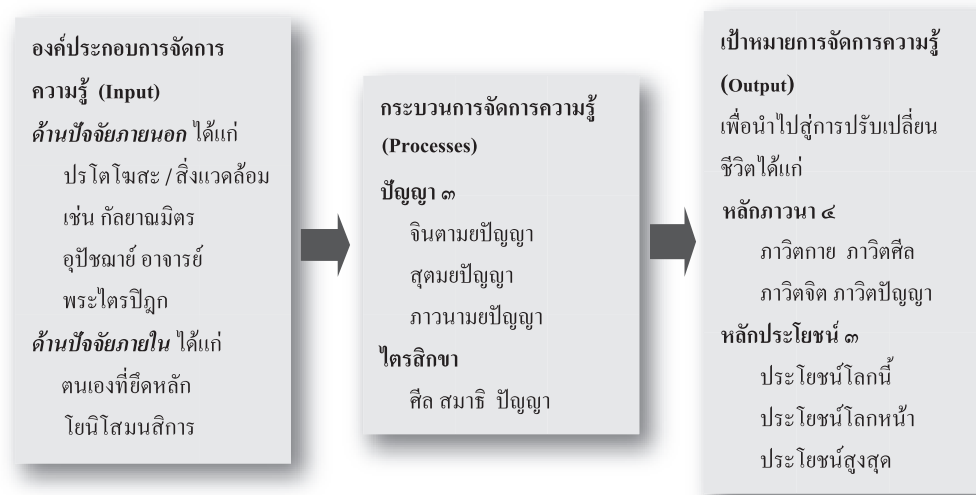 องค์ประกอบการจัดการ
ความรู้ (Input)
ด้านปัจจัยภายนอก ได้แก่
ปรโตโฆสะ / สิ่งแวดล้อม
เช่น กัลยาณมิตร
อุปัชฌาย์ อาจารย์
พระไตรปิฎก
ด้านปัจจัยภายใน ได้แก่
ตนเองที่ยึดหลัก
โยนิโสมนสิการ
กระบวนการจัดการความรู้
(Processes)
ปัญญา ๓
จินตามยปัญญา
สุตมยปัญญา
ภาวนามยปัญญา
ไตรสิกขา
ศีล สมาธิ ปัญญา
เป้าหมายการจัดการความรู้
(Output)
เพื่อนำไปสู่การปรับเปลี่ยน
ชีวิตได้แก่
หลักภาวนา ๔
ภาวิตกาย ภาวิตศีล
ภาวิตจิต ภาวิตปัญญา
หลักประโยชน์ ๓
ประโยชน์โลกนี้
ประโยชน์โลกหน้า
ประโยชน์สูงสุด